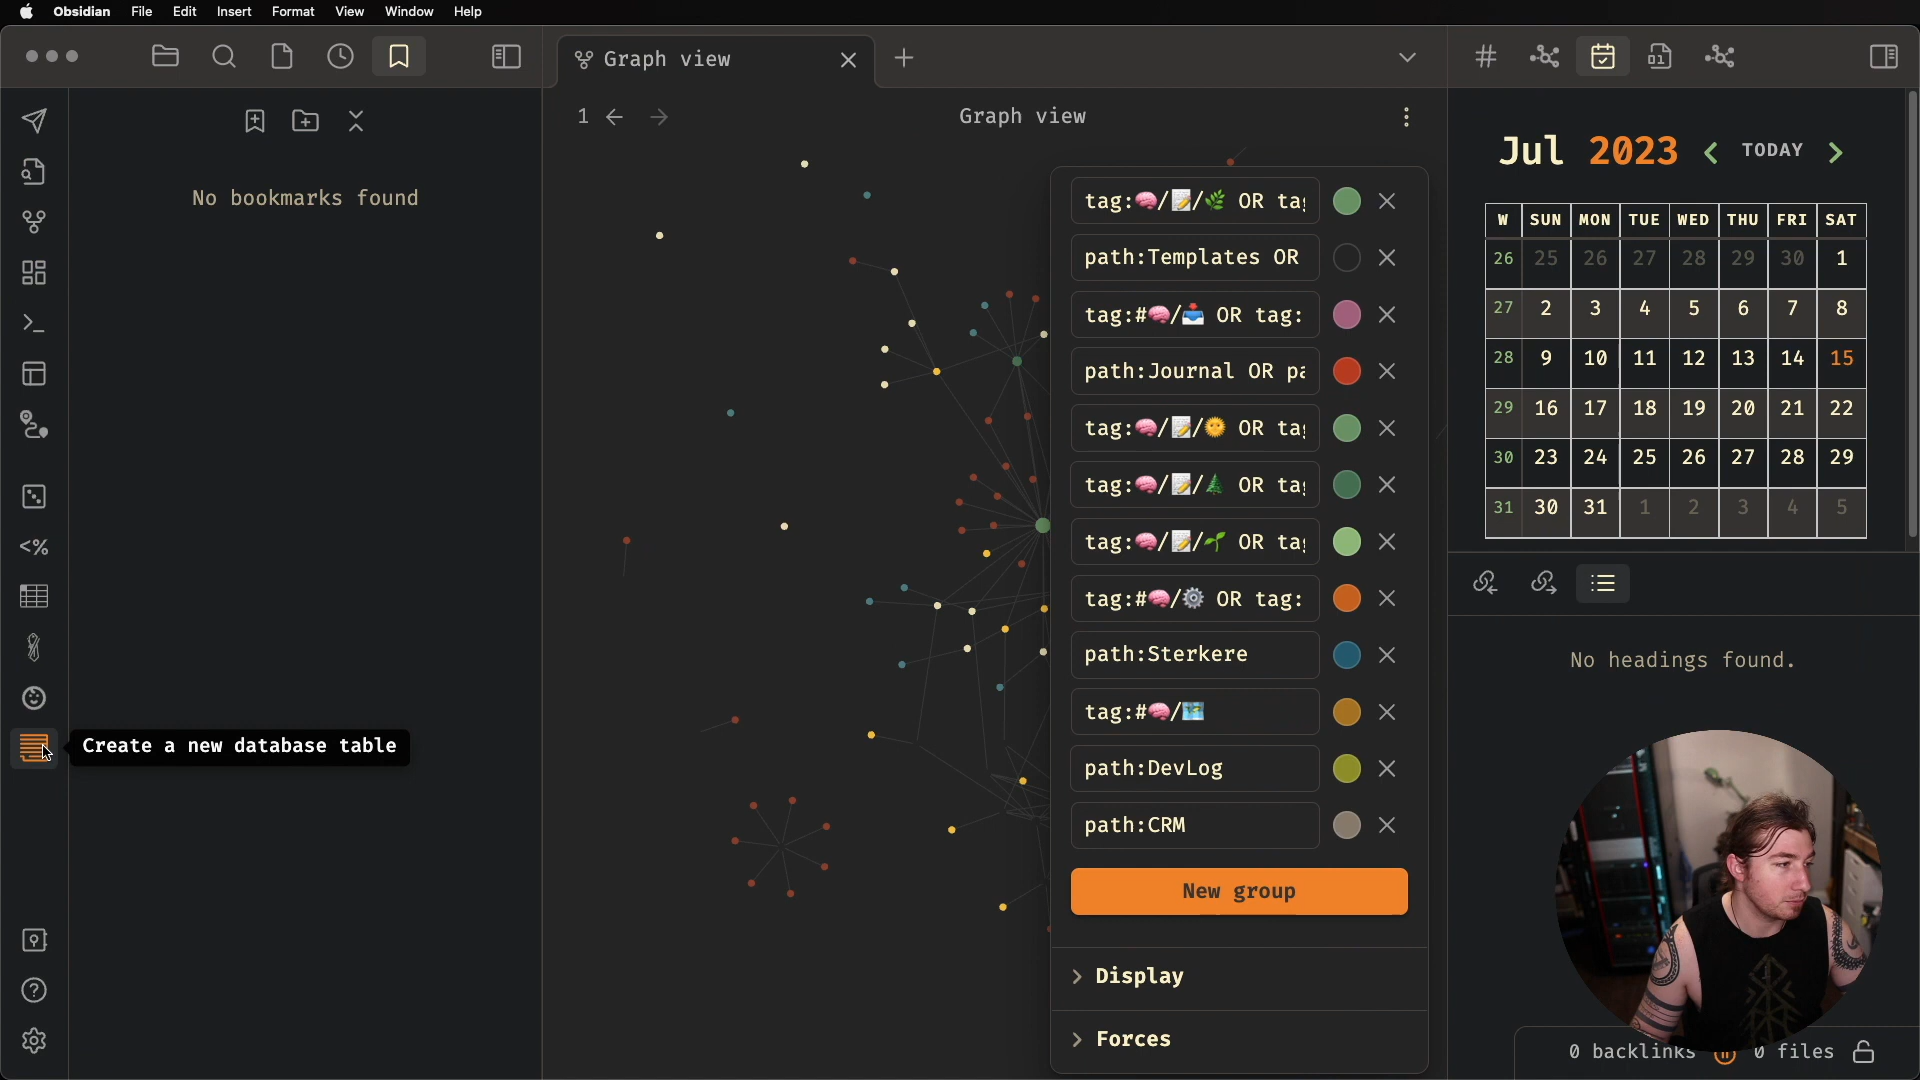 Obsidian File Edit Insert Format View Window Help
Graph view
1
Graph view
No bookmarks found
Create a new database table
tag:🧠/📝/🌿 OR tag
path:Templates OR
tag:#🧠/📥 OR tag:
path:Journal OR pa
tag:🧠/📝/🌞 OR tag
tag:🧠/📝/🌲 OR tag
tag:🧠/📝/🌱 OR tag
tag:#🧠/⚙️ OR tag:
path:Sterkere
tag:#🧠/🗺️
path:DevLog
path:CRM
New group
Display
Forces
Jul 2023 < TODAY >
W SUN MON TUE WED THU FRI SAT
26 25 26 27 28 29 30 1
27 2 3 4 5 6 7 8
28 9 10 11 12 13 14 15
29 16 17 18 19 20 21 22
30 23 24 25 26 27 28 29
31 30 31 1 2 3 4 5
No headings found.
0 backlinks 0 files